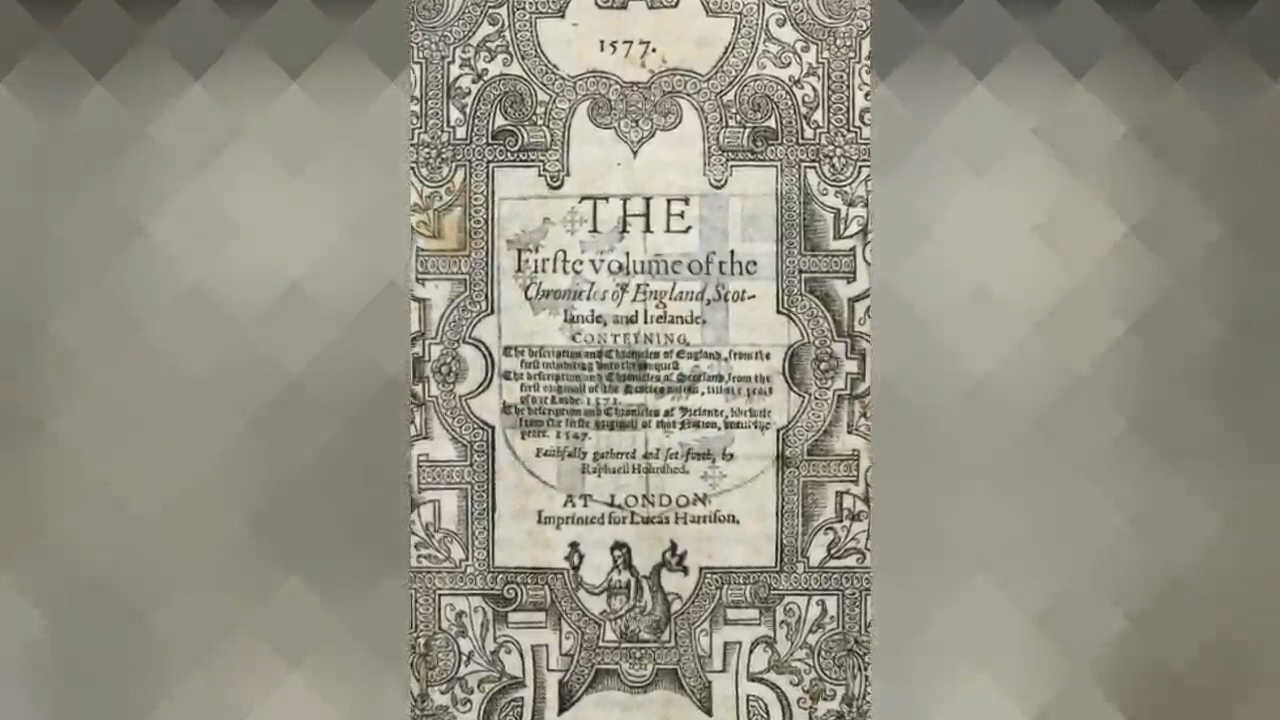 1577.
THE
Firſte volume of the
Chronicles of England, Scot-
lande, and Irelande.
CONTEYNING,
The deſcription and Chronicles of England, from the
firſt inhabiting vnto the conqueſt
The deſcription and Chronicles of Scotland, from the
firſt originall of the Scottes nation, till the yeare
of our Lorde. 1571.
The deſcription and Chronicles of Yrelande, likewiſe
from the firſte originall of that Nation, vntill the
yeare. 1547.
Faithfully gathered and ſet forth, by
Raphaell Holinſhed.
AT LONDON,
Imprinted for Lucas Harriſon.